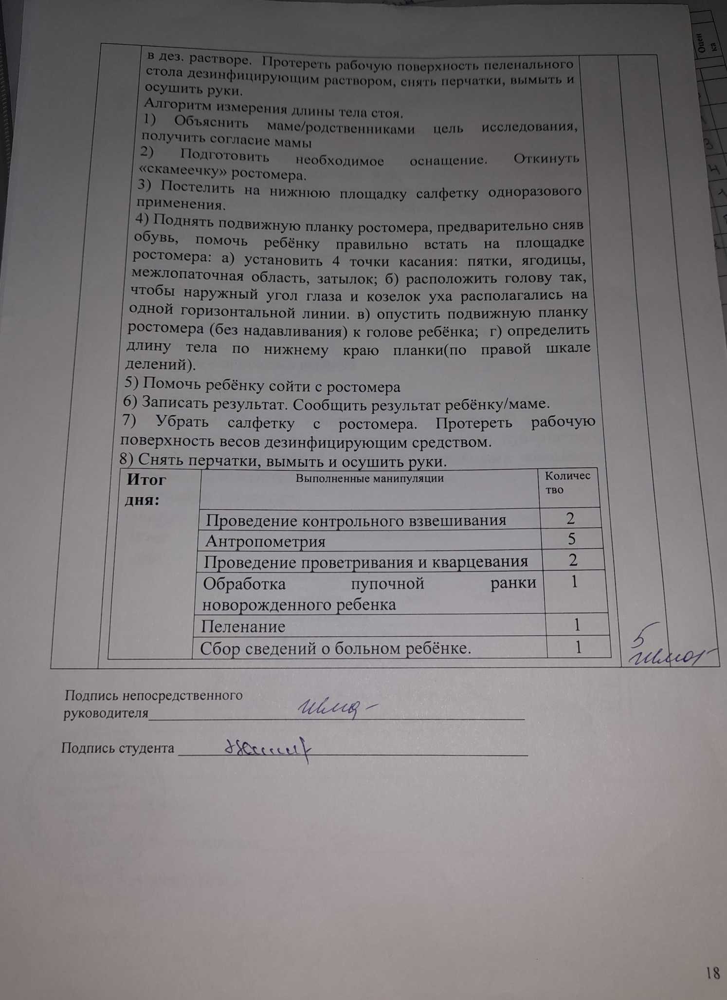 Оцен
ка
в дез. растворе. Протереть рабочую поверхность пеленального
стола дезинфицирующим раствором, снять перчатки, вымыть и
осушить руки.
Алгоритм измерения длины тела стоя.
1) Объяснить маме/родственниками цель исследования,
получить согласие мамы
2) Подготовить необходимое оснащение. Откинуть
«скамеечку» ростомера.
3) Постелить на нижнюю площадку салфетку одноразового
применения.
4) Поднять подвижную планку ростомера, предварительно сняв
обувь, помочь ребёнку правильно встать на площадке
ростомера: а) установить 4 точки касания: пятки, ягодицы,
межлопаточная область, затылок; б) расположить голову так,
чтобы наружный угол глаза и козелок уха располагались на
одной горизонтальной линии. в) опустить подвижную планку
ростомера (без надавливания) к голове ребёнка; г) определить
длину тела по нижнему краю планки(по правой шкале
делений).
5) Помочь ребёнку сойти с ростомера
6) Записать результат. Сообщить результат ребёнку/маме.
7) Убрать салфетку с ростомера. Протереть рабочую
поверхность весов дезинфицирующим средством.
8) Снять перчатки, вымыть и осушить руки.
Итог
дня:
Выполненные манипуляции
Количес
тво
Проведение контрольного взвешивания 2
Антропометрия 5
Проведение проветривания и кварцевания 2
Обработка пупочной ранки 1
новорожденного ребенка
Пеленание 1
Сбор сведений о больном ребёнке. 1
5
Подпись непосредственного
руководителя
Подпись студента
18